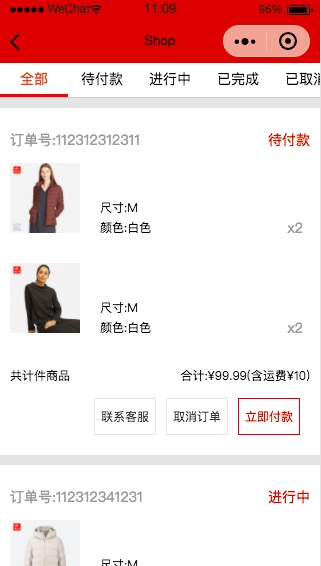 WeChat
11:09
96%
Shop
全部 待付款 进行中 已完成 已取消
订单号:112312312311 待付款
尺寸:M
颜色:白色 x2
尺寸:M
颜色:白色 x2
共计件商品 合计:¥99.99(含运费¥10)
联系客服 取消订单 立即付款
订单号:112312341231 进行中
尺寸:M